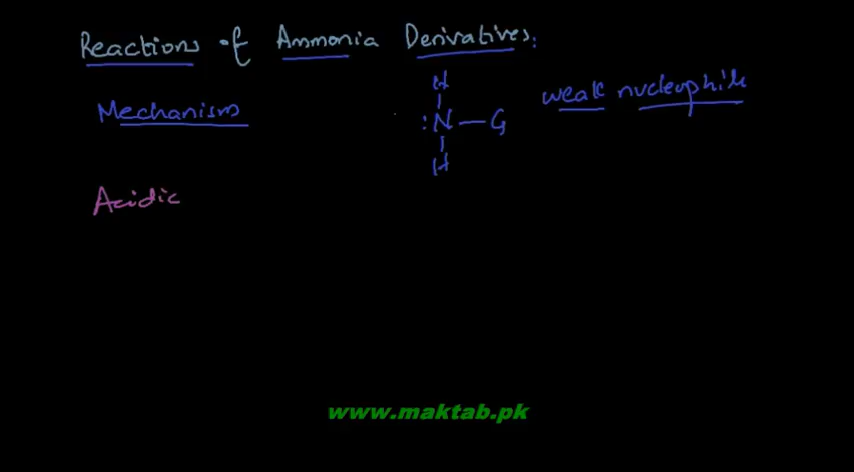 Reactions of Ammonia Derivatives:
Mechanism
H
:N—G
H
weak nucleophile
Acidic
www.maktab.pk